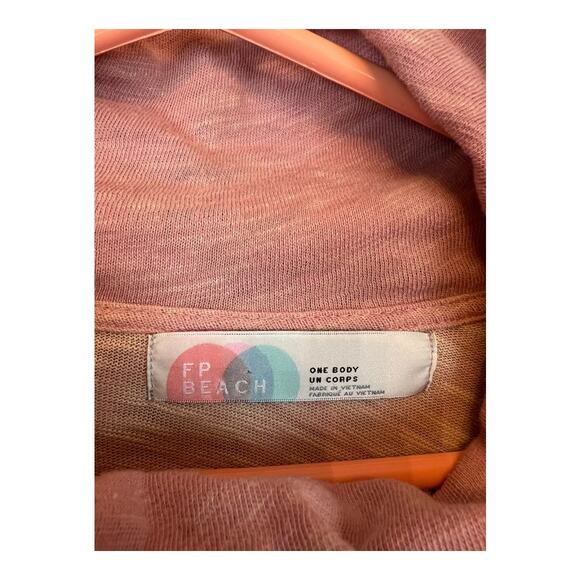 FP
BEACH
ONE BODY
UN CORPS
MADE IN VIETNAM
FABRIQUÉ AU VIETNAM